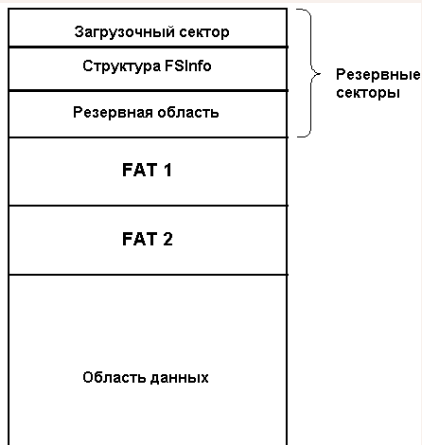 Загрузочный сектор
Структура FSInfo
Резервная область
Резервные
секторы
FAT 1
FAT 2
Область данных